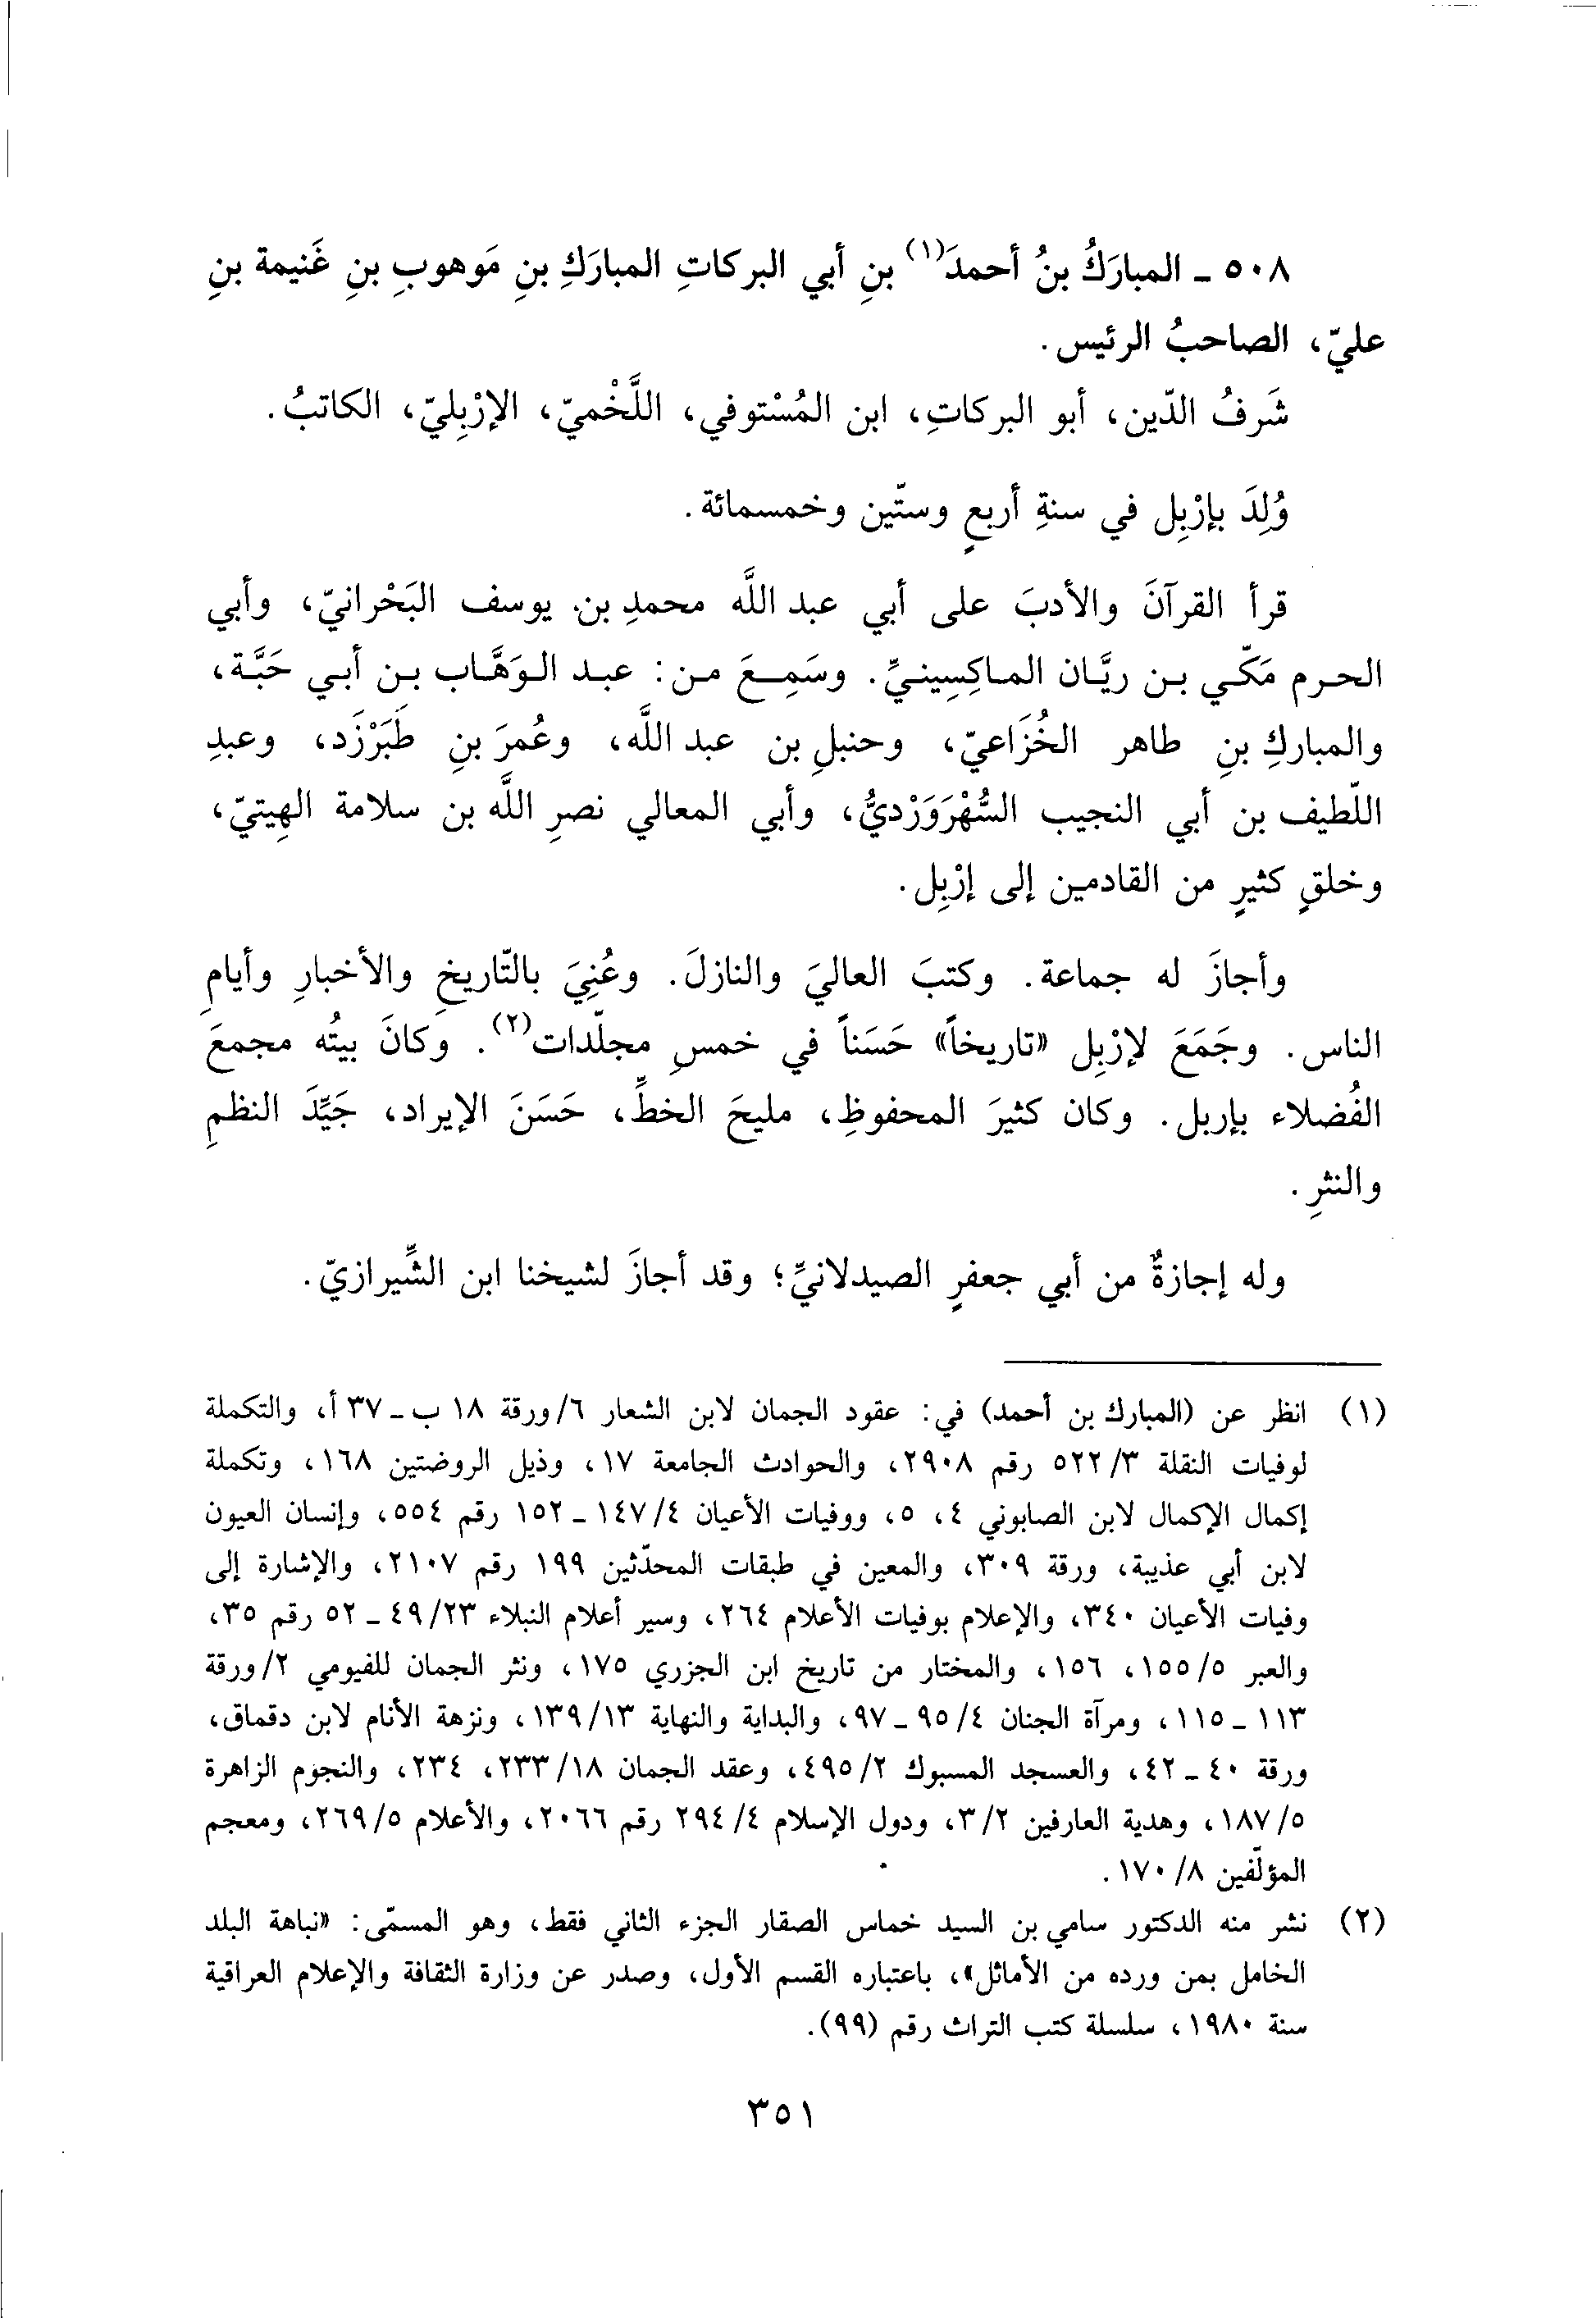 ٥٠٨ - المبارَكُ بنُ أحمدَ(١) بنِ أبي البركاتِ المبارَكِ بنِ مَوهوبِ بنِ غَنيمة بنِ
عليّ، الصاحبُ الرئيس.
شَرفُ الدّين، أبو البركاتِ، ابن المُسْتوفي، اللَّخْميّ، الإرْبِليّ، الكاتبُ.
وُلِدَ بإرْبِل في سنةِ أربعٍ وستّين وخمسمائة.
قرأ القرآنَ والأدبَ على أبي عبد اللَّه محمدِ بن يوسف البَحْرانيّ، وأبي
الحرم مَكّي بن ريَّان الماكِسِينيِّ. وسَمِعَ من: عبد الوَهَّاب بن أبي حَبَّة،
والمباركِ بنِ طاهر الخُزَاعيّ، وحنبلِ بن عبد اللَّه، وعُمرَ بنِ طَبَرْزَد، وعبدِ
اللّطيف بن أبي النجيب السُّهْرَوَرْديُّ، وأبي المعالي نصرِ اللَّه بن سلامة الهِيتيّ،
وخلقٍ كثيرٍ من القادمين إلى إرْبِل.
وأجازَ له جماعة. وكتبَ العاليَ والنازلَ. وعُنِيَ بالتّاريخِ والأخبارِ وأيامِ
الناس. وجَمَعَ لإرْبِل «تاريخاً» حَسَناً في خمسِ مجلّدات(٢). وكانَ بيتُه مجمعَ
الفُضلاء بإربل. وكان كثيرَ المحفوظِ، مليحَ الخطِّ، حَسَنَ الإيراد، جَيِّدَ النظمِ
والنثرِ.
وله إجازةٌ من أبي جعفرٍ الصيدلانيِّ؛ وقد أجازَ لشيخنا ابن الشِّيرازيّ.
(١) انظر عن (المبارك بن أحمد) في: عقود الجمان لابن الشعار ٦/ورقة ١٨ ب - ٣٧ أ، والتكملة
لوفيات النقلة ٣/ ٥٢٢ رقم ٢٩٠٨، والحوادث الجامعة ١٧، وذيل الروضتين ١٦٨، وتكملة
إكمال الإكمال لابن الصابوني ٤، ٥، ووفيات الأعيان ٤/ ١٤٧ - ١٥٢ رقم ٥٥٤، وإنسان العيون
لابن أبي عذيبة، ورقة ٣٠٩، والمعين في طبقات المحدّثين ١٩٩ رقم ٢١٠٧، والإشارة إلى
وفيات الأعيان ٣٤٠، والإعلام بوفيات الأعلام ٢٦٤، وسير أعلام النبلاء ٢٣/ ٤٩ - ٥٢ رقم ٣٥،
والعبر ٥/ ١٥٥، ١٥٦، والمختار من تاريخ ابن الجزري ١٧٥، ونثر الجمان للفيومي ٢/ورقة
١١٣ - ١١٥، ومرآة الجنان ٤/ ٩٥ - ٩٧، والبداية والنهاية ١٣/ ١٣٩، ونزهة الأنام لابن دقماق،
ورقة ٤٠ - ٤٢، والعسجد المسبوك ٢/ ٤٩٥، وعقد الجمان ١٨/ ٢٣٣، ٢٣٤، والنجوم الزاهرة
٥/ ١٨٧، وهدية العارفين ٢/ ٣، ودول الإسلام ٤/ ٢٩٤ رقم ٢٠٦٦، والأعلام ٥/ ٢٦٩، ومعجم
المؤلّفين ٨/ ١٧٠.
(٢) نشر منه الدكتور سامي بن السيد خماس الصقار الجزء الثاني فقط، وهو المسمّى: «نباهة البلد
الخامل بمن ورده من الأماثل»، باعتباره القسم الأول، وصدر عن وزارة الثقافة والإعلام العراقية
سنة ١٩٨٠، سلسلة كتب التراث رقم (٩٩).
٣٥١